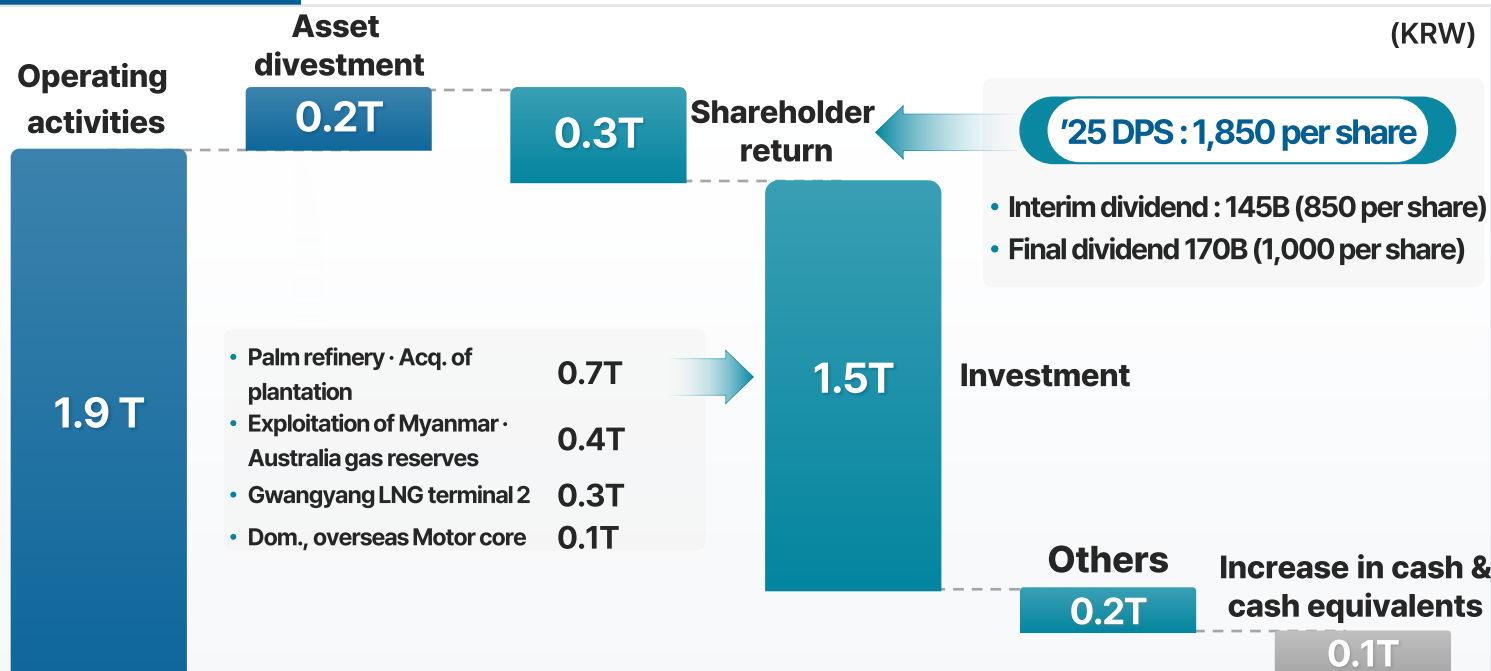 (KRW)
Operating
activities
1.9 T
Asset
divestment
0.2T
0.3T
Shareholder
return
’25 DPS : 1,850 per share
• Interim dividend : 145B (850 per share)
• Final dividend 170B (1,000 per share)
• Palm refinery · Acq. of
plantation
0.7T
• Exploitation of Myanmar ·
Australia gas reserves
0.4T
• Gwangyang LNG terminal 2 0.3T
• Dom., overseas Motor core 0.1T
1.5T
Investment
Others
0.2T
Increase in cash &
cash equivalents
0.1T